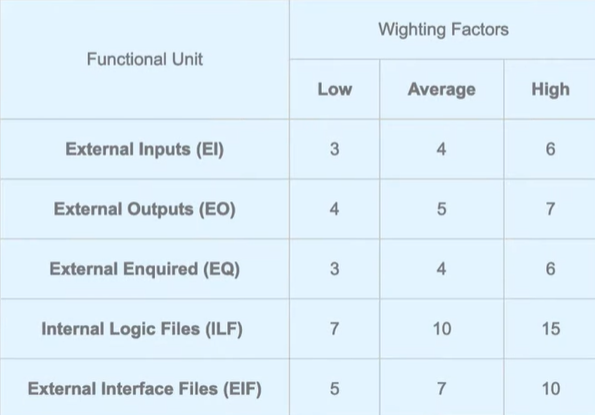 Functional Unit
Wighting Factors
Low Average High
External Inputs (EI) 3 4 6
External Outputs (EO) 4 5 7
External Enquired (EQ) 3 4 6
Internal Logic Files (ILF) 7 10 15
External Interface Files (EIF) 5 7 10